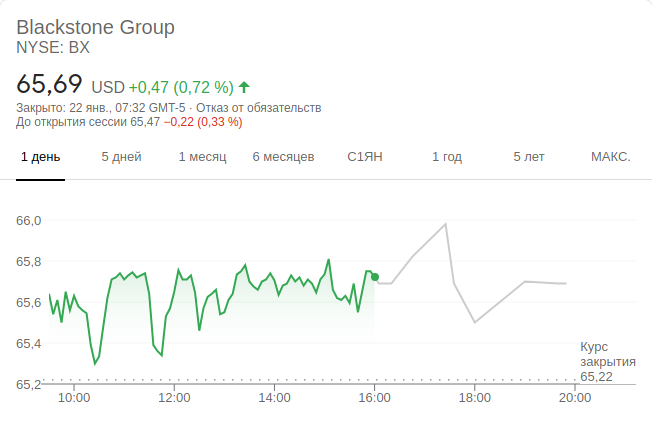 Blackstone Group
NYSE: BX
65,69 USD +0,47 (0,72 %)
Закрыто: 22 янв., 07:32 GMT-5 · Отказ от обязательств
До открытия сессии 65,47 −0,22 (0,33 %)
1 день 5 дней 1 месяц 6 месяцев С1ЯН 1 год 5 лет МАКС.
66,0
65,8
65,6
65,4
65,2
Курс
закрытия
65,22
10:00 12:00 14:00 16:00 18:00 20:00